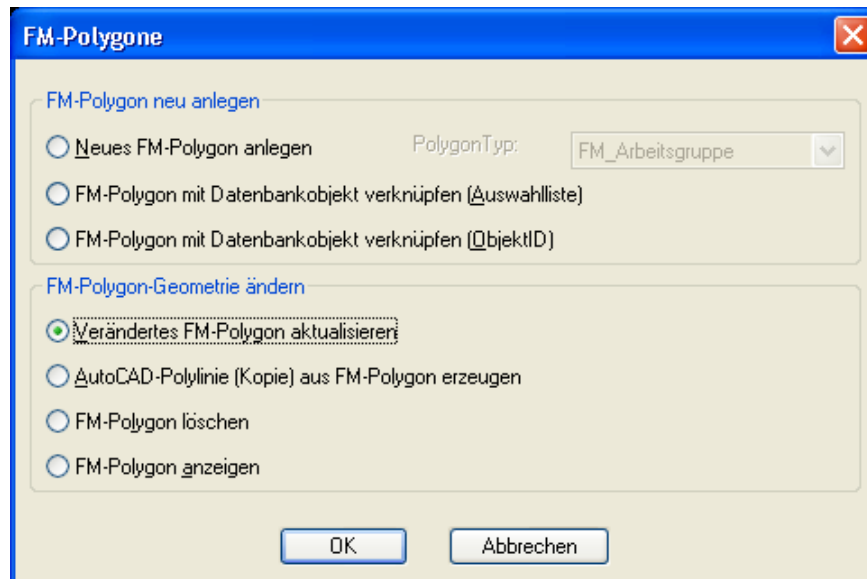 FM-Polygone
FM-Polygon neu anlegen
Neues FM-Polygon anlegen PolygonTyp: FM_Arbeitsgruppe
FM-Polygon mit Datenbankobjekt verknüpfen (Auswahlliste)
FM-Polygon mit Datenbankobjekt verknüpfen (ObjektID)
FM-Polygon-Geometrie ändern
Verändertes FM-Polygon aktualisieren
AutoCAD-Polylinie (Kopie) aus FM-Polygon erzeugen
FM-Polygon löschen
FM-Polygon anzeigen
OK Abbrechen